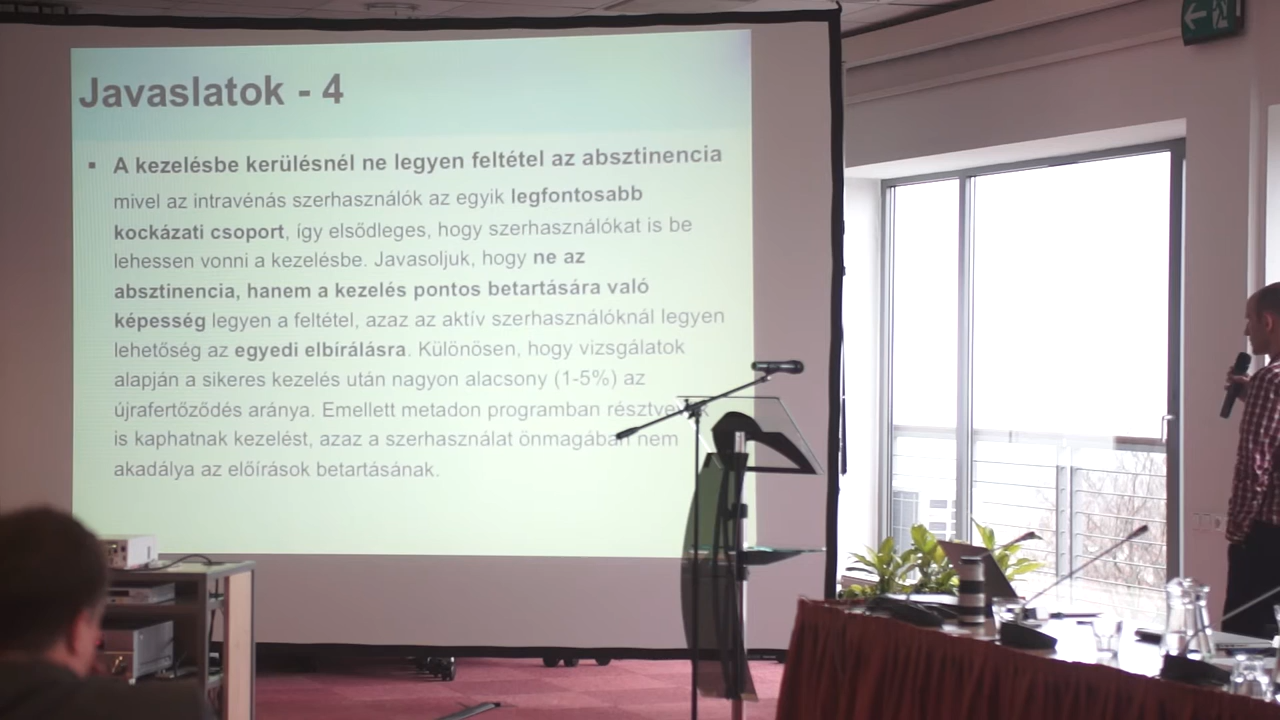 Javaslatok - 4
▪ A kezelésbe kerülésnél ne legyen feltétel az absztinencia
mivel az intravénás szerhasználók az egyik legfontosabb
kockázati csoport, így elsődleges, hogy szerhasználókat is be
lehessen vonni a kezelésbe. Javasoljuk, hogy ne az
absztinencia, hanem a kezelés pontos betartására való
képesség legyen a feltétel, azaz az aktív szerhasználóknál legyen
lehetőség az egyedi elbírálásra. Különösen, hogy vizsgálatok
alapján a sikeres kezelés után nagyon alacsony (1-5%) az
újrafertőződés aránya. Emellett metadon programban
is kaphatnak kezelést, azaz a szerhasználat önmagában nem
akadálya az előírások betartásának.